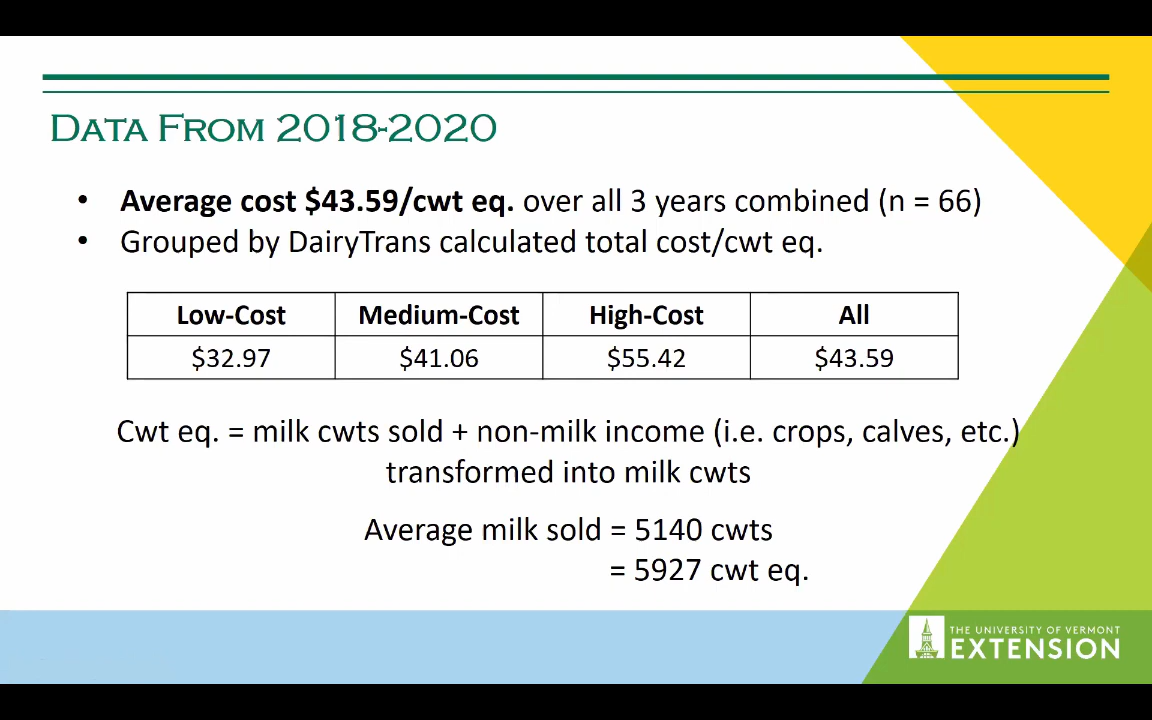 DATA FROM 2018-2020
• Average cost $43.59/cwt eq. over all 3 years combined (n = 66)
• Grouped by DairyTrans calculated total cost/cwt eq.
Low-Cost Medium-Cost High-Cost All
$32.97 $41.06 $55.42 $43.59
Cwt eq. = milk cwts sold + non-milk income (i.e. crops, calves, etc.)
transformed into milk cwts
Average milk sold = 5140 cwts
= 5927 cwt eq.
THE UNIVERSITY OF VERMONT
EXTENSION